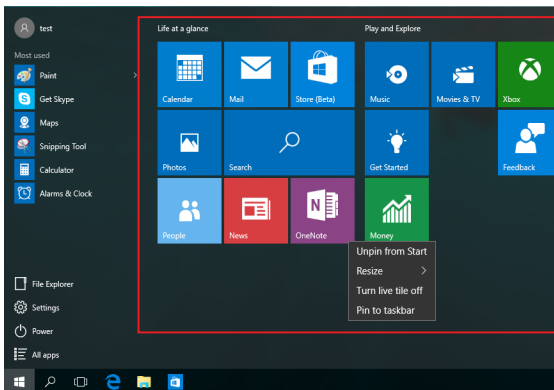 test
Most used
Paint
Get Skype
Maps
Snipping Tool
Calculator
Alarms & Clock
File Explorer
Settings
Power
All apps
Life at a glance
Calendar
Mail
Store (Beta)
Photos
Search
People
News
OneNote
Play and Explore
Music
Movies & TV
Xbox
Get Started
Feedback
Money
Unpin from Start
Resize
Turn live tile off
Pin to taskbar